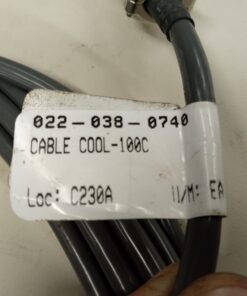 022-038-0740
CABLE COOL-100C
Loc: C230A U/M: EA